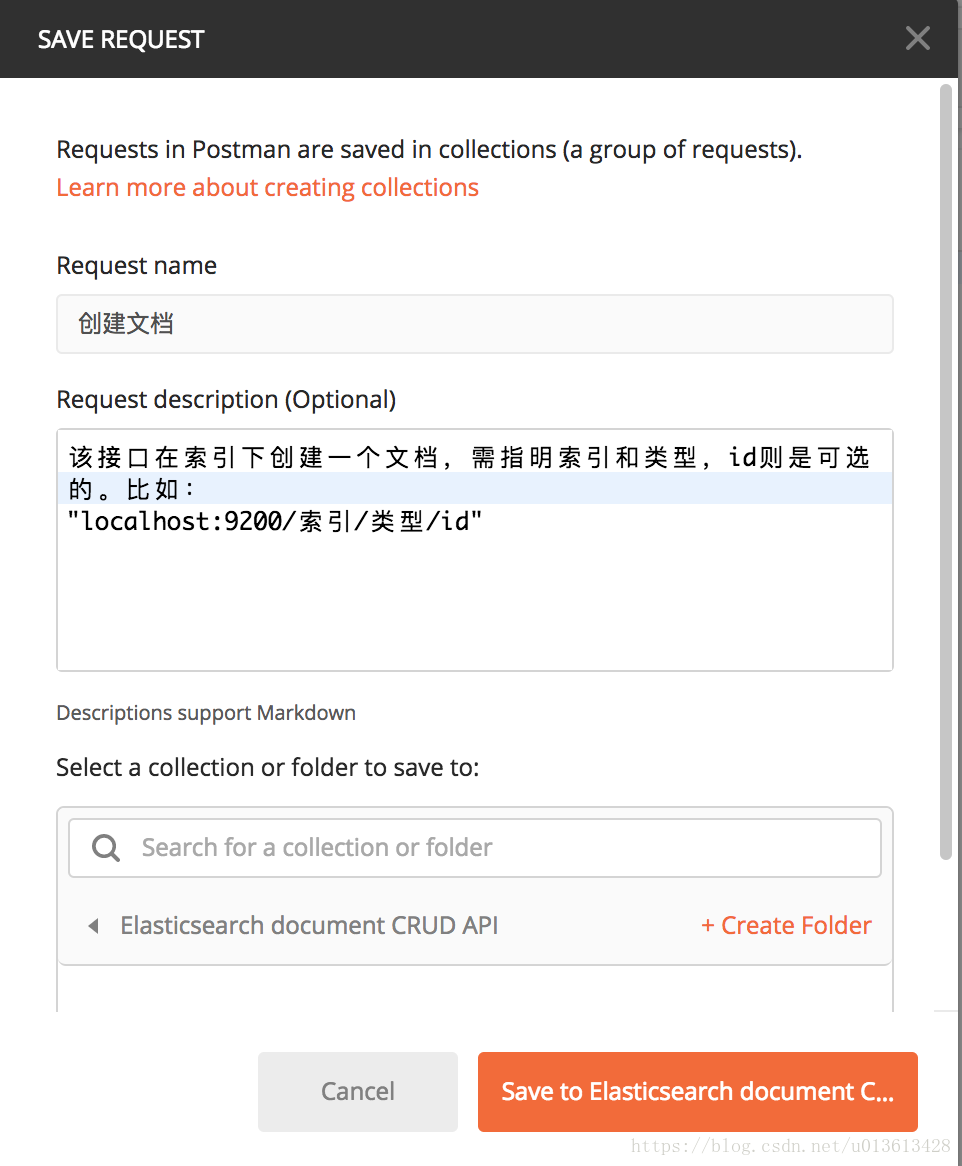 SAVE REQUEST
Requests in Postman are saved in collections (a group of requests).
Learn more about creating collections
Request name
创建文档
Request description (Optional)
该接口在索引下创建一个文档，需指明索引和类型，id则是可选
的。比如：
"localhost:9200/索引/类型/id"
Descriptions support Markdown
Select a collection or folder to save to:
Search for a collection or folder
Elasticsearch document CRUD API
+ Create Folder
Cancel
Save to Elasticsearch document C...
https://blog.csdn.net/u013613428